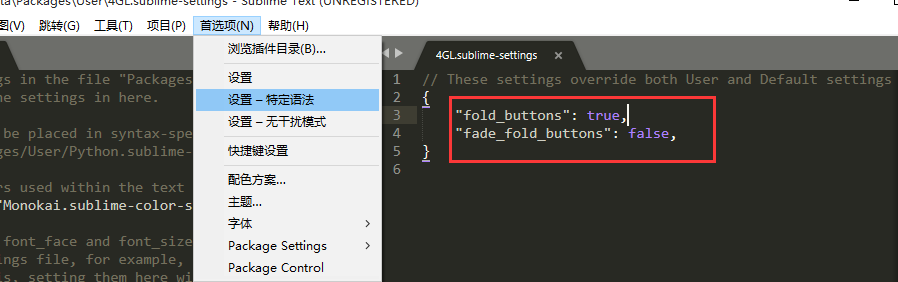 ta\Packages\User\4GL.sublime-settings - Sublime Text (UNREGISTERED)
图(V) 跳转(G) 工具(T) 项目(P) 首选项(N) 帮助(H)
浏览插件目录(B)...
设置
设置 – 特定语法
设置 – 无干扰模式
快捷键设置
配色方案...
主题...
字体
Package Settings
Package Control
gs in the file "Packages
e settings in here.
be placed in syntax-spe
ges/User/Python.sublime-
rs used within the text
"Monokai.sublime-color-s
font_face and font_size
ings file, for example,
s, setting them here wi
4GL.sublime-settings ×
1 // These settings override both User and Default settings
2 {
3 "fold_buttons": true,
4 "fade_fold_buttons": false,
5 }
6